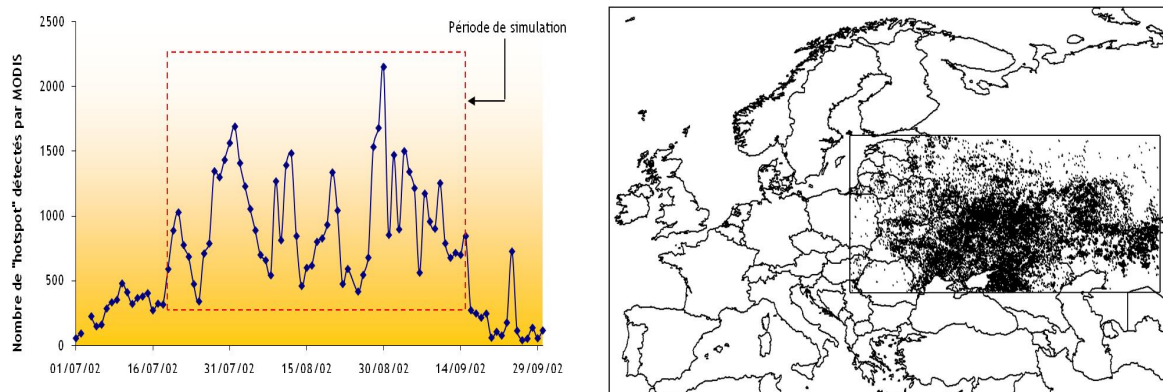 Nombre de "hotspot" détectés par MODIS
2500
2000
1500
1000
500
0
Période de simulation
01/07/02 16/07/02 31/07/02 15/08/02 30/08/02 14/09/02 29/09/02